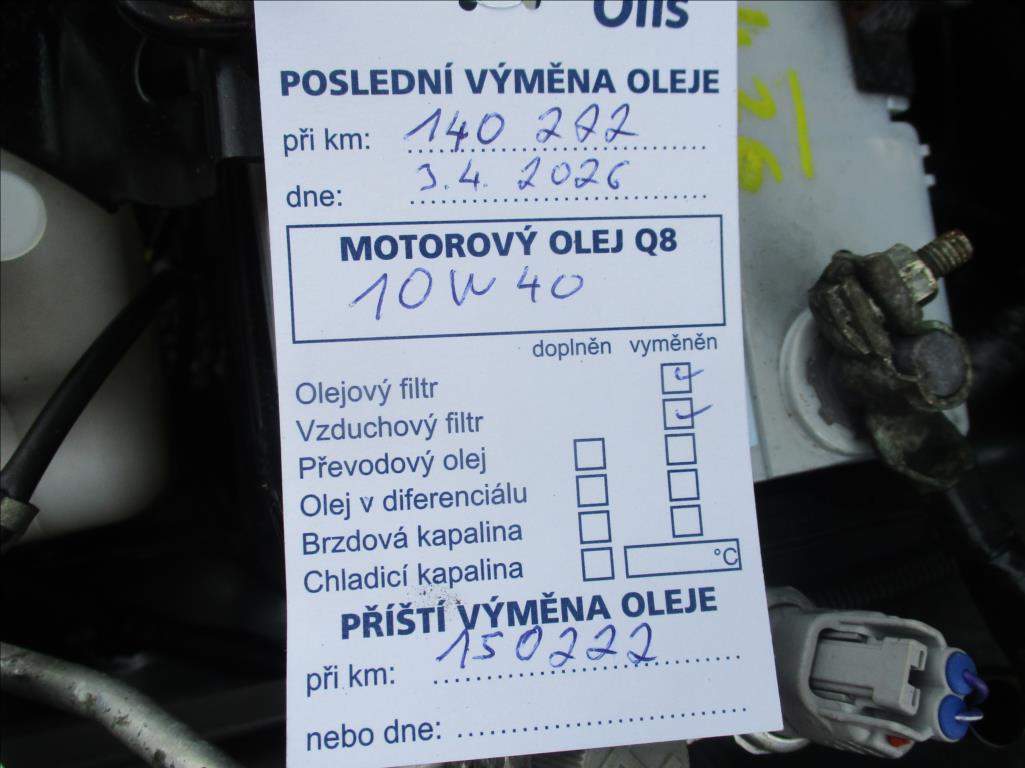 Olis
POSLEDNÍ VÝMĚNA OLEJE
při km: 140 222
dne: 3.4. 2026
MOTOROVÝ OLEJ Q8
10W40
doplněn vyměněn
Olejový filtr
Vzduchový filtr
Převodový olej
Olej v diferenciálu
Brzdová kapalina
Chladicí kapalina °C
PŘÍŠTÍ VÝMĚNA OLEJE
při km: 150222
nebo dne: